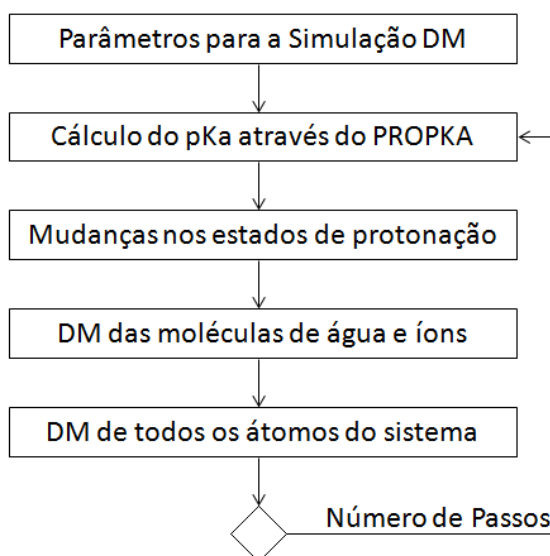 Parâmetros para a Simulação DM
Cálculo do pKa através do PROPKA
Mudanças nos estados de protonação
DM das moléculas de água e íons
DM de todos os átomos do sistema
Número de Passos